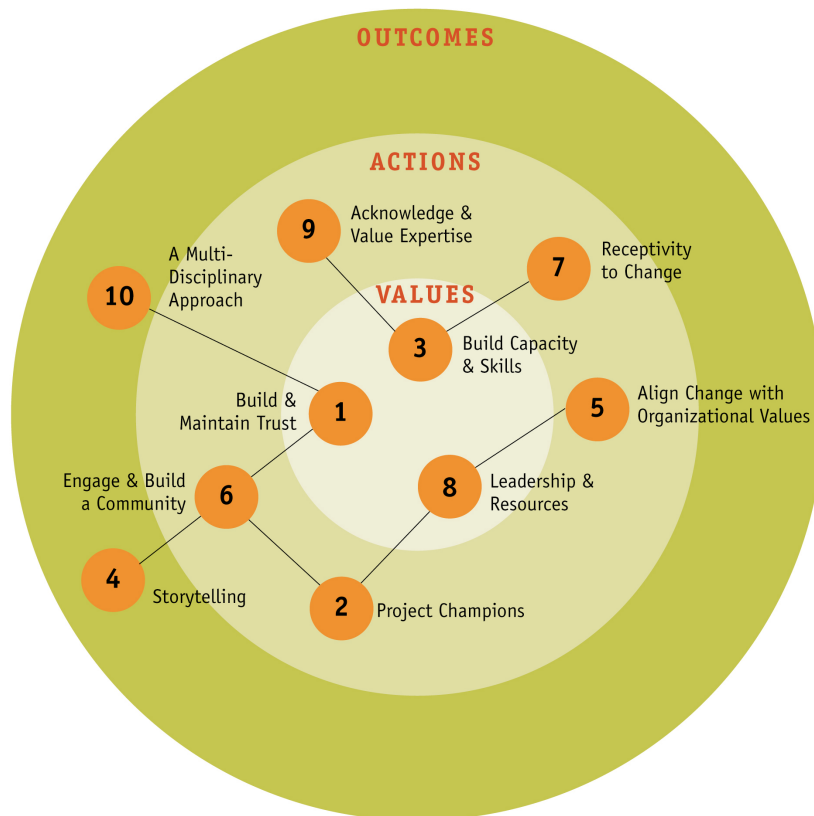 OUTCOMES
ACTIONS
9
Acknowledge &
Value Expertise
7
Receptivity
to Change
10
A Multi-
Disciplinary
Approach
VALUES
3
Build Capacity
& Skills
1
Build &
Maintain Trust
5
Align Change with
Organizational Values
6
Engage & Build
a Community
8
Leadership &
Resources
4
Storytelling
2
Project Champions